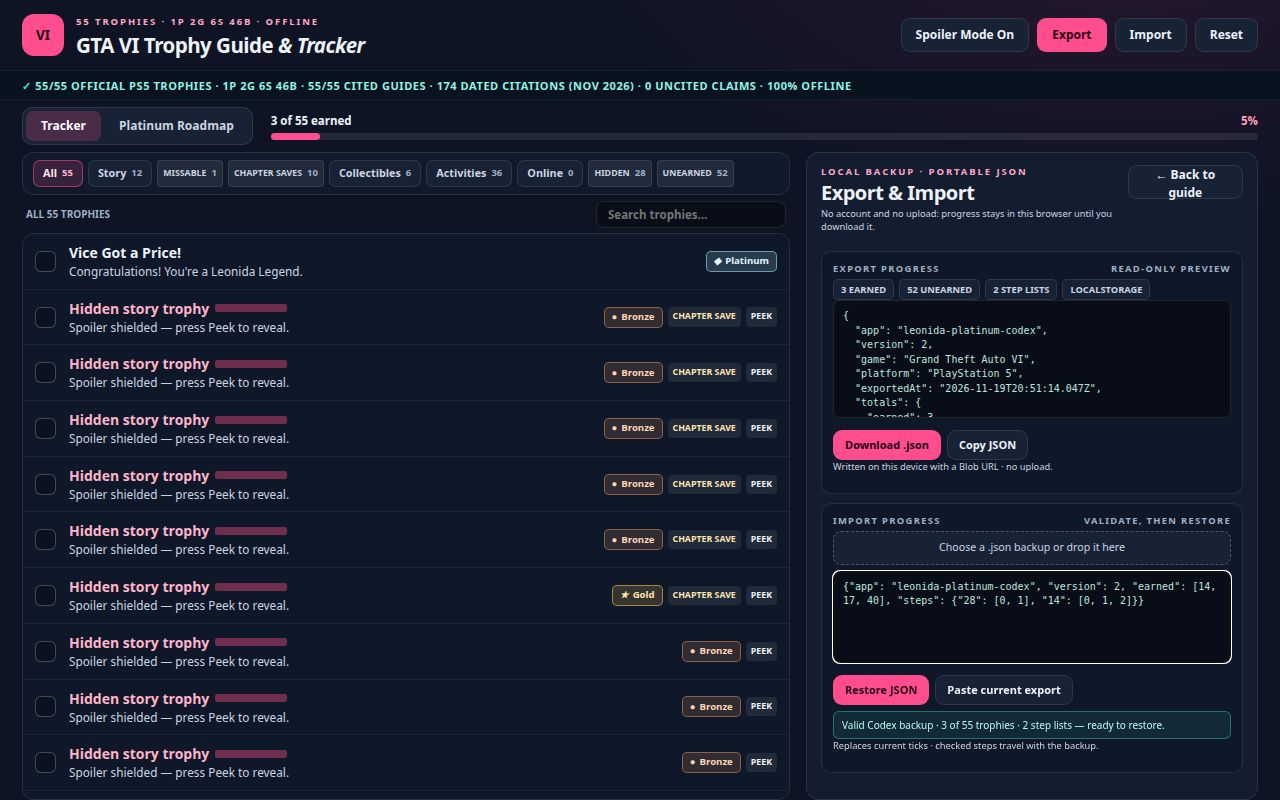 VI
55 TROPHIES · 1P 2G 6S 46B · OFFLINE
GTA VI Trophy Guide & Tracker
Spoiler Mode On
Export
Import
Reset
✓ 55/55 OFFICIAL PS5 TROPHIES · 1P 2G 6S 46B · 55/55 CITED GUIDES · 174 DATED CITATIONS (NOV 2026) · 0 UNCITED CLAIMS · 100% OFFLINE
Tracker
Platinum Roadmap
3 of 55 earned
5%
All 55
Story 12
MISSABLE 1
CHAPTER SAVES 10
Collectibles 6
Activities 36
Online 0
HIDDEN 28
UNEARNED 52
ALL 55 TROPHIES
Search trophies...
Vice Got a Price!
Congratulations! You're a Leonida Legend.
◆ Platinum
Hidden story trophy
Spoiler shielded — press Peek to reveal.
● Bronze
CHAPTER SAVE
PEEK
Hidden story trophy
Spoiler shielded — press Peek to reveal.
● Bronze
CHAPTER SAVE
PEEK
Hidden story trophy
Spoiler shielded — press Peek to reveal.
● Bronze
CHAPTER SAVE
PEEK
Hidden story trophy
Spoiler shielded — press Peek to reveal.
● Bronze
CHAPTER SAVE
PEEK
Hidden story trophy
Spoiler shielded — press Peek to reveal.
● Bronze
CHAPTER SAVE
PEEK
Hidden story trophy
Spoiler shielded — press Peek to reveal.
★ Gold
CHAPTER SAVE
PEEK
Hidden story trophy
Spoiler shielded — press Peek to reveal.
● Bronze
PEEK
Hidden story trophy
Spoiler shielded — press Peek to reveal.
● Bronze
PEEK
Hidden story trophy
Spoiler shielded — press Peek to reveal.
● Bronze
PEEK
LOCAL BACKUP · PORTABLE JSON
Export & Import
No account and no upload: progress stays in this browser until you
download it.
← Back to
guide
EXPORT PROGRESS
READ-ONLY PREVIEW
3 EARNED
52 UNEARNED
2 STEP LISTS
LOCALSTORAGE
{
"app": "leonida-platinum-codex",
"version": 2,
"game": "Grand Theft Auto VI",
"platform": "PlayStation 5",
"exportedAt": "2026-11-19T20:51:14.047Z",
"totals": {
"earned": 3,
Download .json
Copy JSON
Written on this device with a Blob URL · no upload.
IMPORT PROGRESS
VALIDATE, THEN RESTORE
Choose a .json backup or drop it here
{"app": "leonida-platinum-codex", "version": 2, "earned": [14,
17, 40], "steps": {"28": [0, 1], "14": [0, 1, 2]}}
Restore JSON
Paste current export
Valid Codex backup · 3 of 55 trophies · 2 step lists — ready to restore.
Replaces current ticks · checked steps travel with the backup.